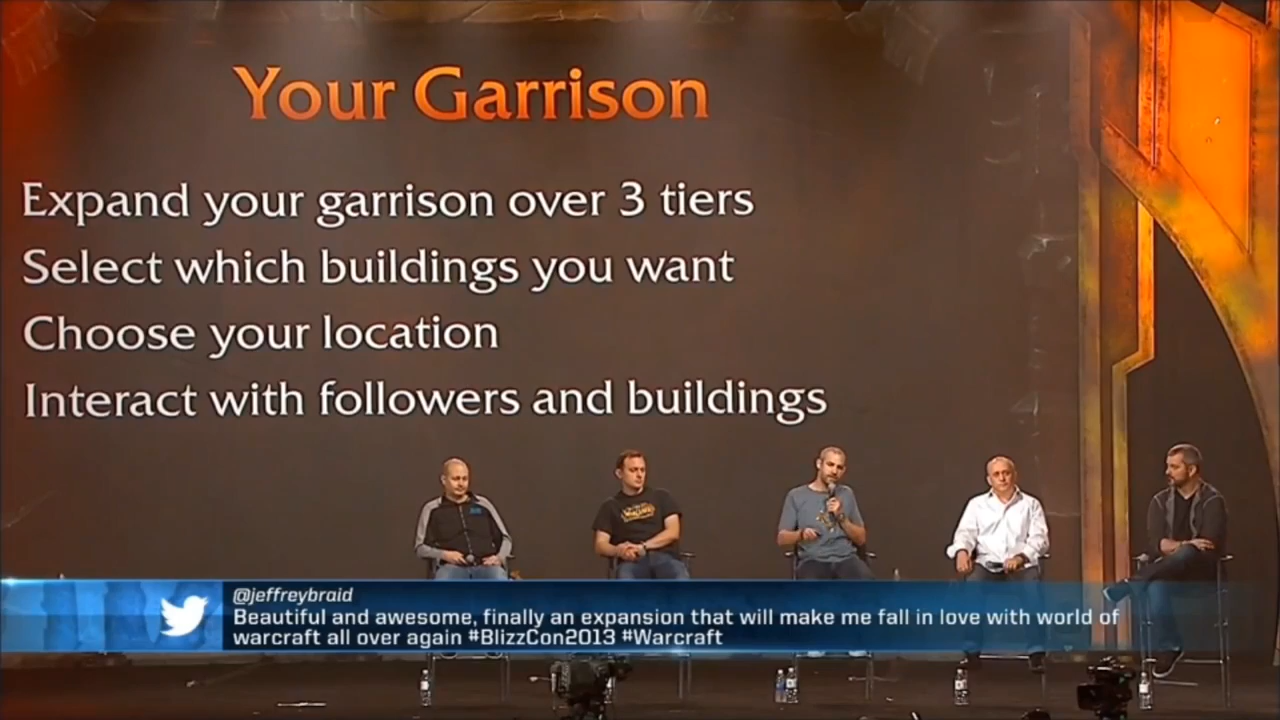 Your Garrison
Expand your garrison over 3 tiers
Select which buildings you want
Choose your location
Interact with followers and buildings
@jeffreybraid
Beautiful and awesome, finally an expansion that will make me fall in love with world of
warcraft all over again #BlizzCon2013 #Warcraft